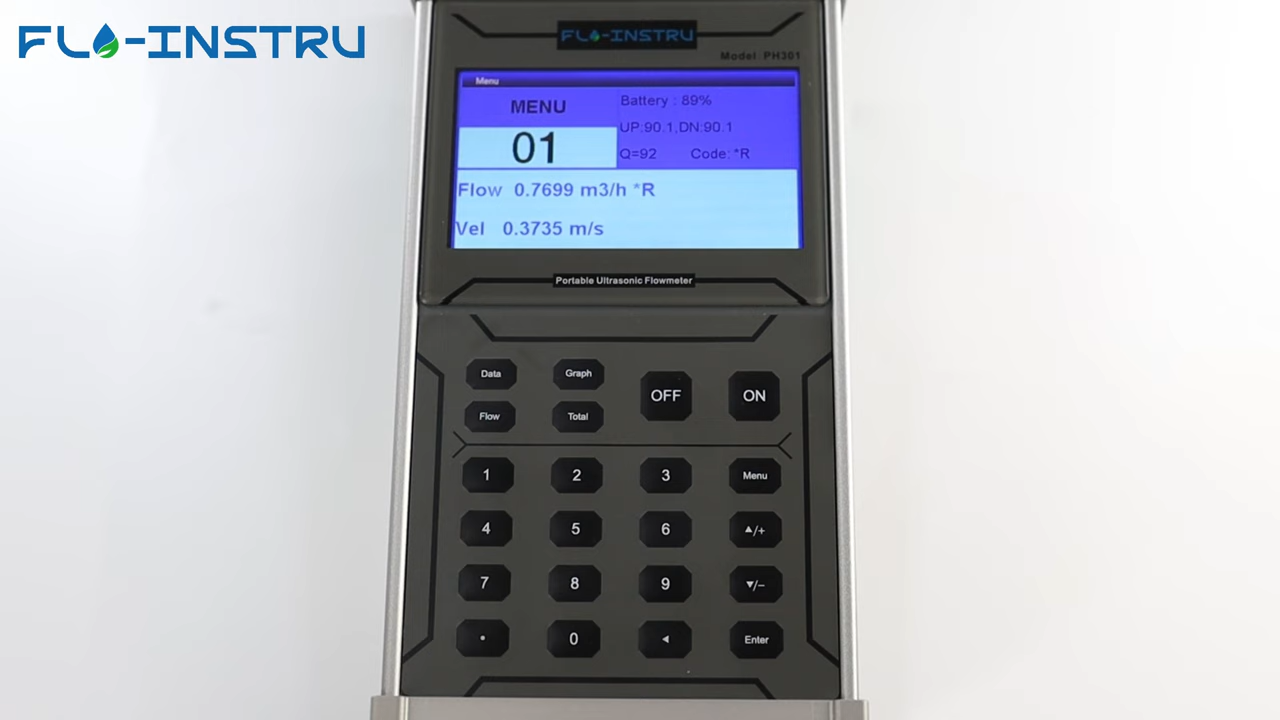 FLO-INSTRU
FLO-INSTRU
Model PH301
Menu
MENU
01
Battery : 89%
UP:90.1,DN:90.1
Q=92 Code: *R
Flow 0.7699 m3/h *R
Vel 0.3735 m/s
Portable Ultrasonic Flowmeter
Data Graph
OFF ON
Flow Total
1 2 3 Menu
4 5 6 ▲/+
7 8 9 ▼/−
• 0 ◄ Enter